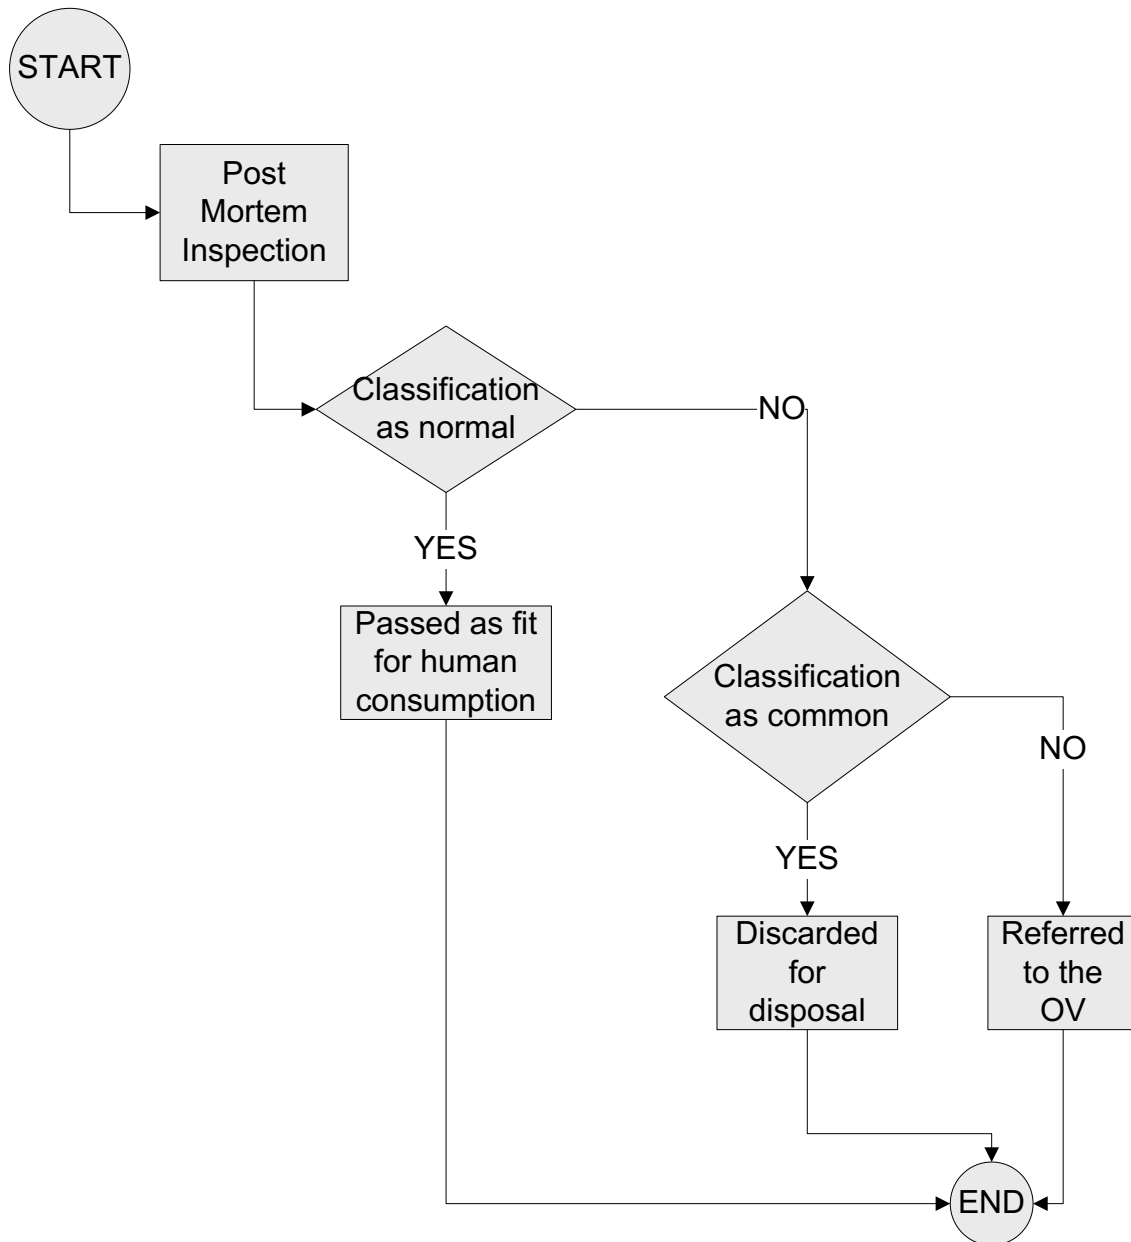 START
Post
Mortem
Inspection
Classification
as normal
NO
YES
Passed as fit
for human
consumption
Classification
as common
NO
YES
Discarded
for
disposal
Referred
to the
OV
END